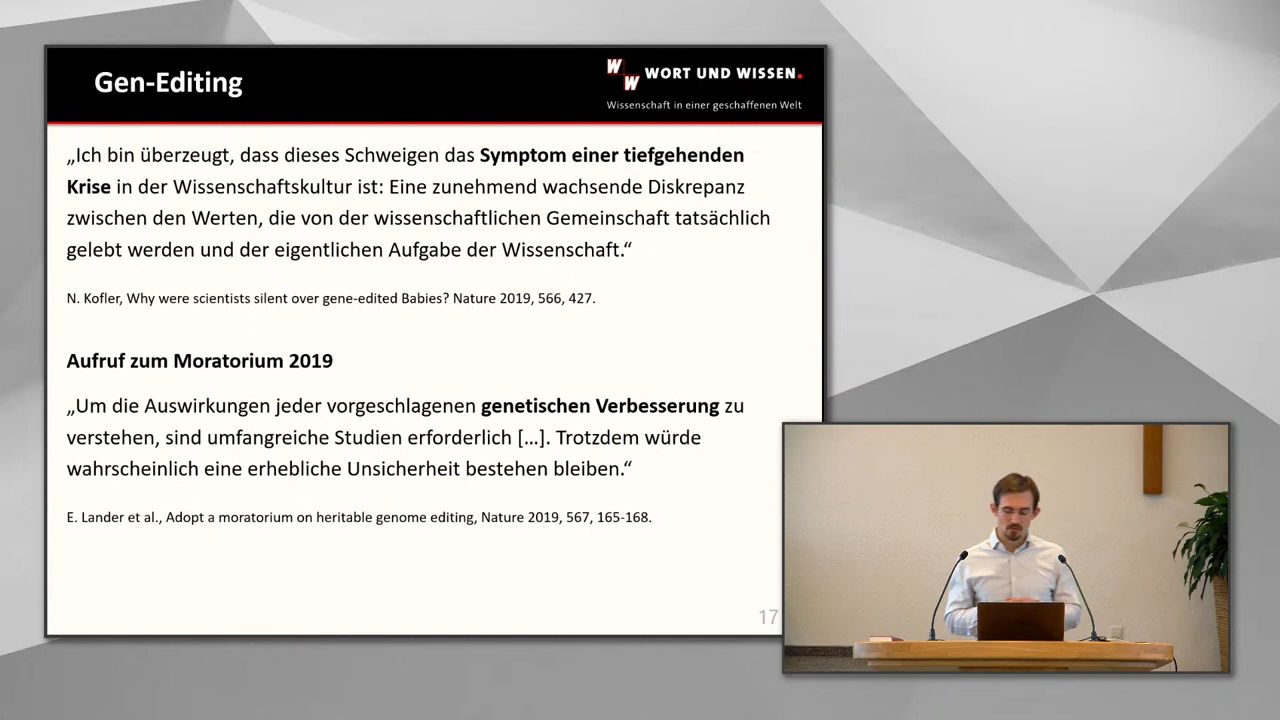 Gen-Editing
WW WORT UND WISSEN.
Wissenschaft in einer geschaffenen Welt
„Ich bin überzeugt, dass dieses Schweigen das Symptom einer tiefgehenden
Krise in der Wissenschaftskultur ist: Eine zunehmend wachsende Diskrepanz
zwischen den Werten, die von der wissenschaftlichen Gemeinschaft tatsächlich
gelebt werden und der eigentlichen Aufgabe der Wissenschaft.“
N. Kofler, Why were scientists silent over gene-edited Babies? Nature 2019, 566, 427.
Aufruf zum Moratorium 2019
„Um die Auswirkungen jeder vorgeschlagenen genetischen Verbesserung zu
verstehen, sind umfangreiche Studien erforderlich […]. Trotzdem würde
wahrscheinlich eine erhebliche Unsicherheit bestehen bleiben.“
E. Lander et al., Adopt a moratorium on heritable genome editing, Nature 2019, 567, 165-168.
17